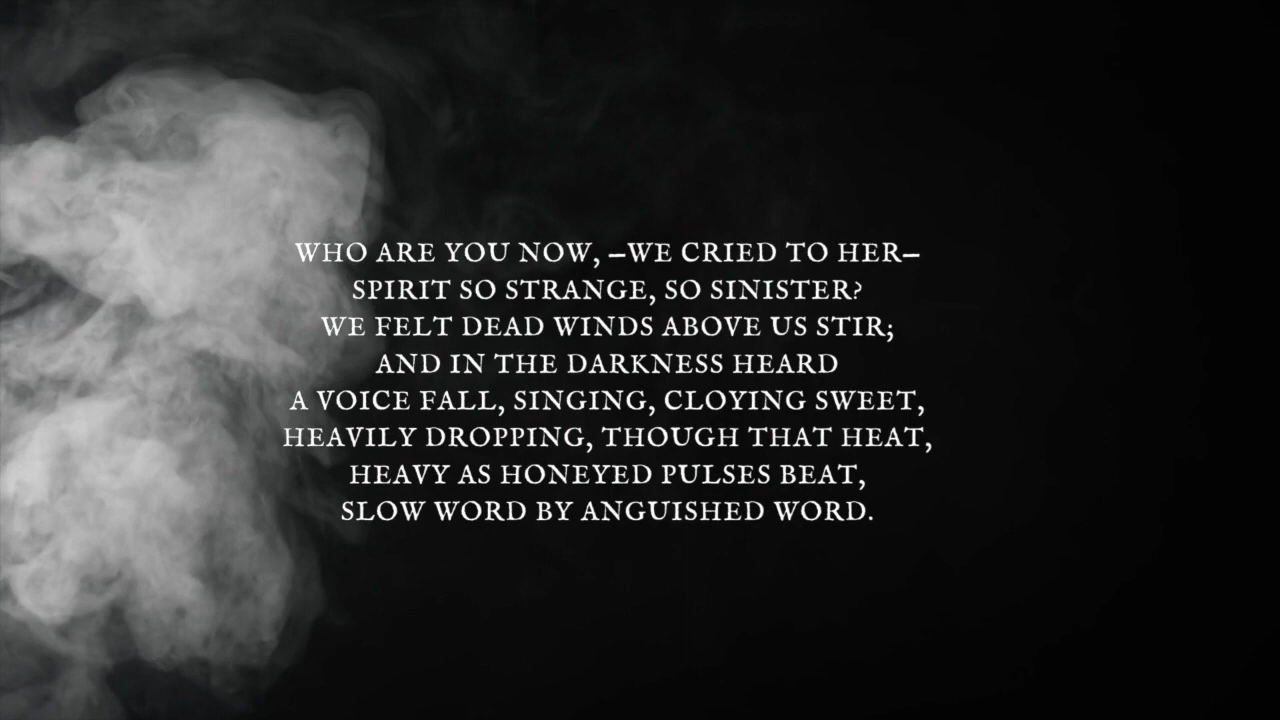 WHO ARE YOU NOW, –WE CRIED TO HER–
SPIRIT SO STRANGE, SO SINISTER?
WE FELT DEAD WINDS ABOVE US STIR;
AND IN THE DARKNESS HEARD
A VOICE FALL, SINGING, CLOYING SWEET,
HEAVILY DROPPING, THOUGH THAT HEAT,
HEAVY AS HONEYED PULSES BEAT,
SLOW WORD BY ANGUISHED WORD.